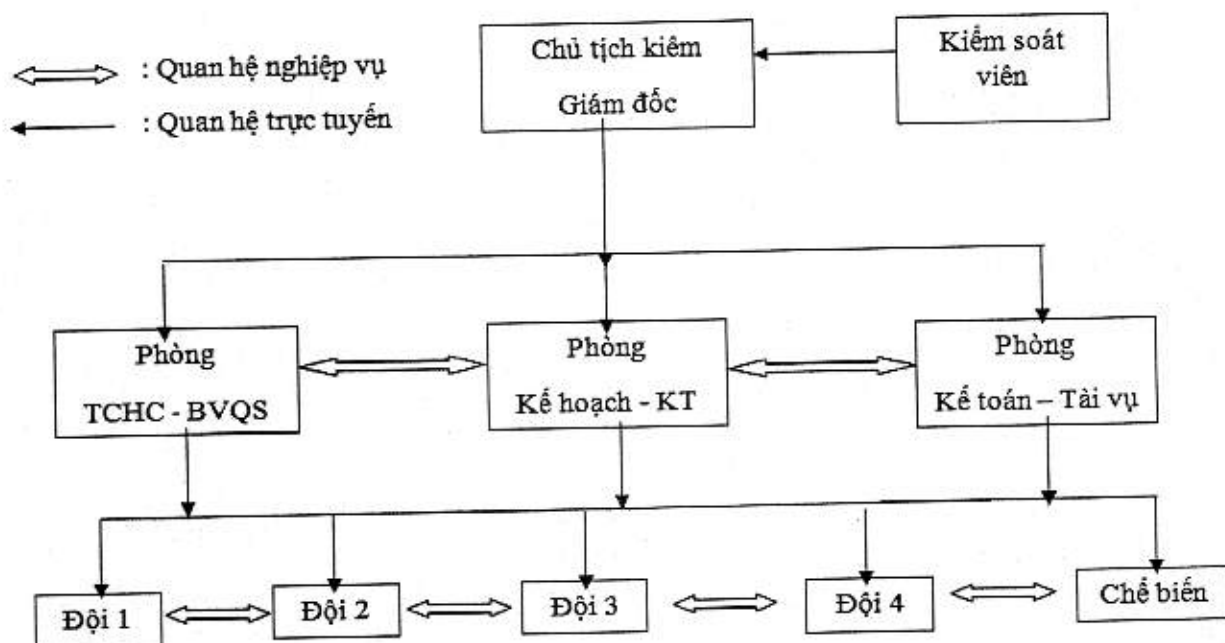 : Quan hệ nghiệp vụ
: Quan hệ trực tuyến
Chủ tịch kiêm
Giám đốc
Kiểm soát
viên
Phòng
TCHC - BVQS
Phòng
Kế hoạch - KT
Phòng
Kế toán – Tài vụ
Đội 1
Đội 2
Đội 3
Đội 4
Chế biến